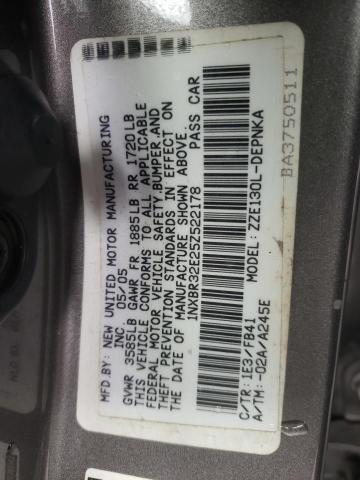 MFD.BY: NEW UNITED MOTOR MANUFACTURING
INC. 05/05
GVWR 3585LB GAWR FR 1885LB RR 1720LB
THIS VEHICLE CONFORMS TO ALL APPLICABLE
FEDERAL MOTOR VEHICLE SAFETY,BUMPER,AND
THEFT PREVENTION STANDARDS IN EFFECT ON
THE DATE OF MANUFACTURE SHOWN ABOVE.
1NXBR32E25Z522178 PASS CAR
C/TR: 1E3/FB41
A/TM: -02A/A245E
MODEL: ZZE130L-DEPNKA
BA3750511